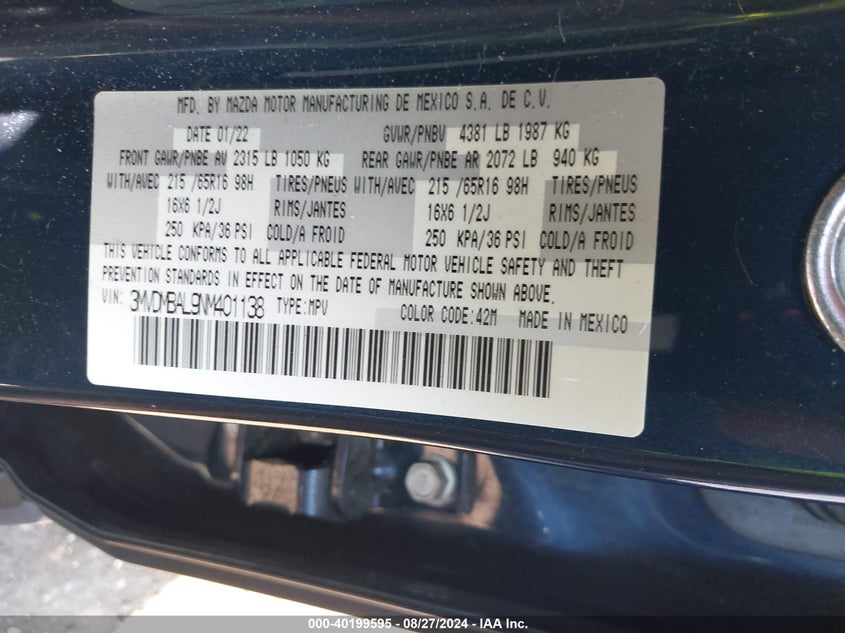 MFD. BY MAZDA MOTOR MANUFACTURING DE MEXICO S.A. DE C.V.
DATE 01/22 GVWR/PNBV 4381 LB 1987 KG
FRONT GAWR/PNBE AV 2315 LB 1050 KG REAR GAWR/PNBE AR 2072 LB 940 KG
WITH/AVEC 215 /65R16 98H TIRES/PNEUS WITH/AVEC 215 /65R16 98H TIRES/PNEUS
16X6 1/2J RIMS/JANTES 16X6 1/2J RIMS/JANTES
250 KPA/36 PSI COLD/A FROID 250 KPA/36 PSI COLD/A FROID
THIS VEHICLE CONFORMS TO ALL APPLICABLE FEDERAL MOTOR VEHICLE SAFETY AND THEFT
PREVENTION STANDARDS IN EFFECT ON THE DATE OF MANUFACTURE SHOWN ABOVE.
VIN: 3MVDMBAL9NM401138 TYPE:MPV COLOR CODE:42M MADE IN MEXICO
000-40199595 - 08/27/2024 - IAA Inc.